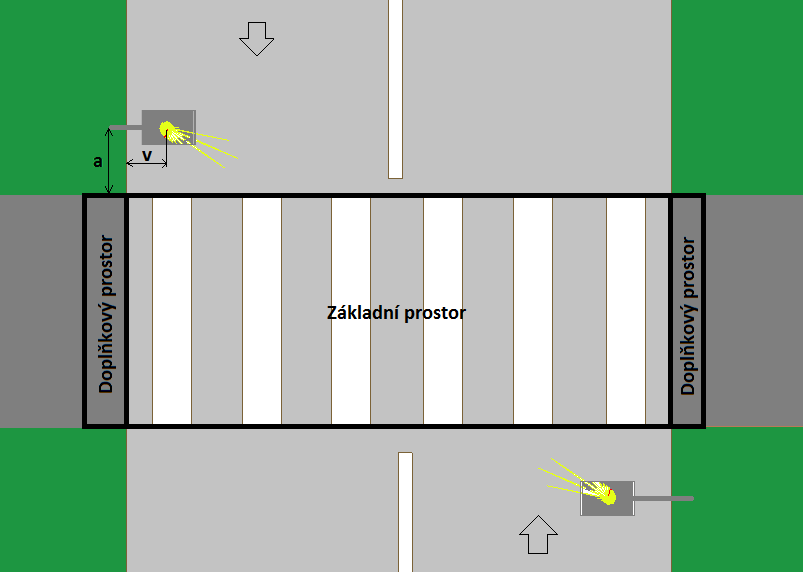 a
v
Doplňkový prostor
Základní prostor
Doplňkový prostor